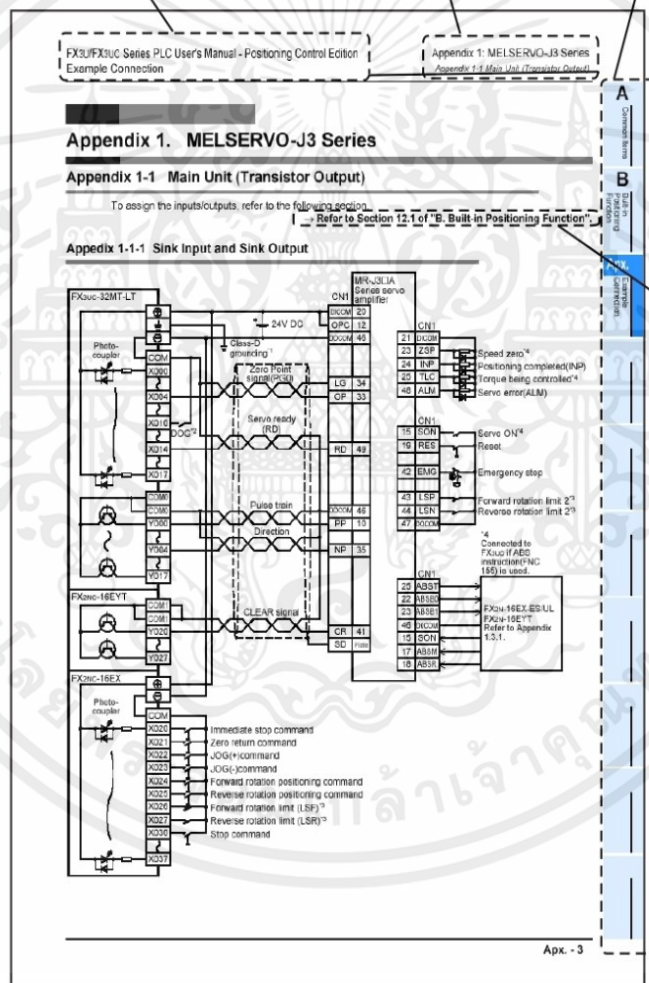 FX3U/FX3UC Series PLC User's Manual - Positioning Control Edition
Example Connection
Appendix 1: MELSERVO-J3 Series
Appendix 1-1 Main Unit (Transistor Output)
A
Common Items
B
Built-in Positioning Function
Apx.
Example Connection
Appendix 1. MELSERVO-J3 Series
Appendix 1-1 Main Unit (Transistor Output)
To assign the inputs/outputs, refer to the following section.
→ Refer to Section 12.1 of "B. Built-in Positioning Function".
Appedix 1-1-1 Sink Input and Sink Output
FX3UC-32MT-LT
Photo-coupler
COM
X000
X004
X010
X014
X017
COM0
COM0
Y000
Y004
Y017
FX2NC-16EYT
COM1
COM1
Y020
Y027
FX2NC-16EX
Photo-coupler
COM
X020
X021
X022
X023
X024
X025
X026
X027
X030
X037
Immediate stop command
Zero return command
JOG(+)command
JOG(-)command
Forward rotation positioning command
Reverse rotation positioning command
Forward rotation limit (LSF)*3
Reverse rotation limit (LSR)*3
Stop command
24V DC
Class-D grounding*1
Zero Point signal(PG0)
DOG*2
Servo ready (RD)
Pulse train
Direction
CLEAR signal
MR-J3□A Series servo amplifier
CN1
DICOM 20
OPC 12
DOCOM 46
LG 34
OP 33
RD 49
DOCOM 46
PP 10
NP 35
CR 41
SD Plate
CN1
21 DICOM
23 ZSP
24 INP
25 TLC
48 ALM
Speed zero*4
Positioning completed(INP)
Torque being controlled*4
Servo error(ALM)
CN1
15 SON
19 RES
42 EMG
43 LSP
44 LSN
47 DOCOM
Servo ON*4
Reset
Emergency stop
Forward rotation limit 2*3
Reverse rotation limit 2*3
*4
Connected to FX3UC if ABS instruction(FNC 155) is used.
CN1
25 ABST
22 ABSB0
23 ABSB1
46 DICOM
15 SON
17 ABSM
18 ABSR
FX2N-16EX-ES/UL
FX2N-16EYT
Refer to Appendix 1.3.1.
Apx. - 3